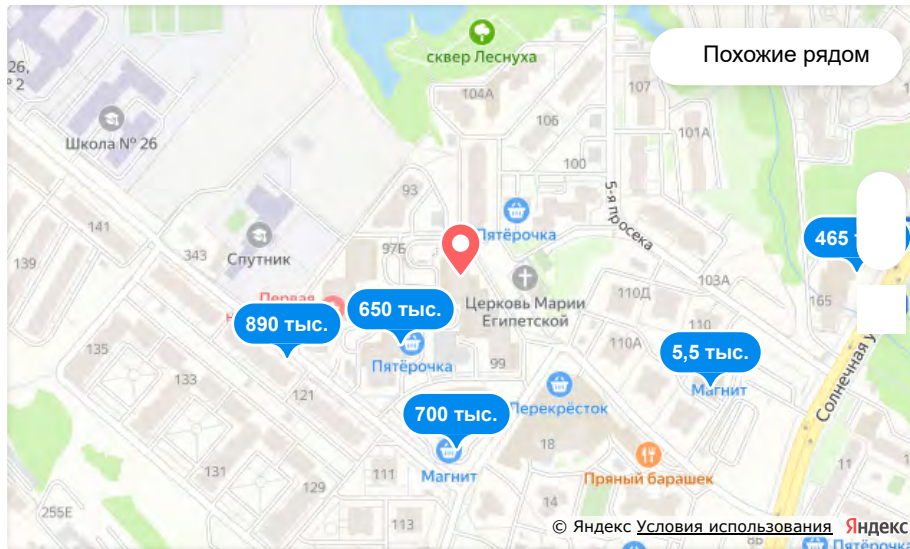 сквер Леснуха
Похожие рядом
26,
2
104А
107
106
101А
Школа № 26
100
93
5-я просека
141
Пятёрочка
343
Спутник
97Б
465
139
103А
Церковь Марии
Египетской
110Д
165
Первая
650 тыс.
890 тыс.
110
110А
135
Пятёрочка
99
5,5 тыс.
Солнечная у
133
121
Магнит
700 тыс.
Перекрёсток
18
131
111
Магнит
Пряный барашек
11
129
255Е
14
113
© Яндекс Условия использования Яндекс
8Б
Пятёрочка